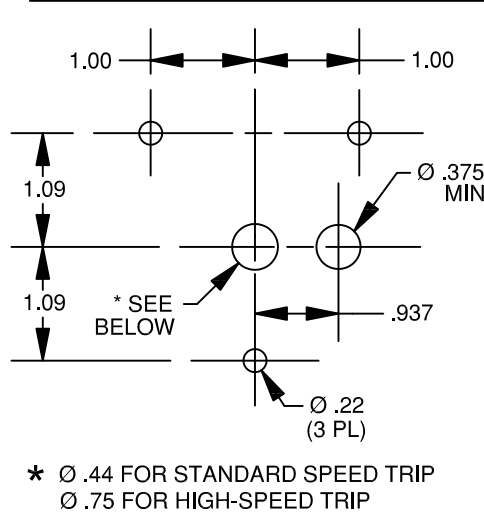 1.00
1.00
Ø .375
MIN
1.09
1.09
* SEE
BELOW
.937
Ø .22
(3 PL)
* Ø .44 FOR STANDARD SPEED TRIP
Ø .75 FOR HIGH-SPEED TRIP